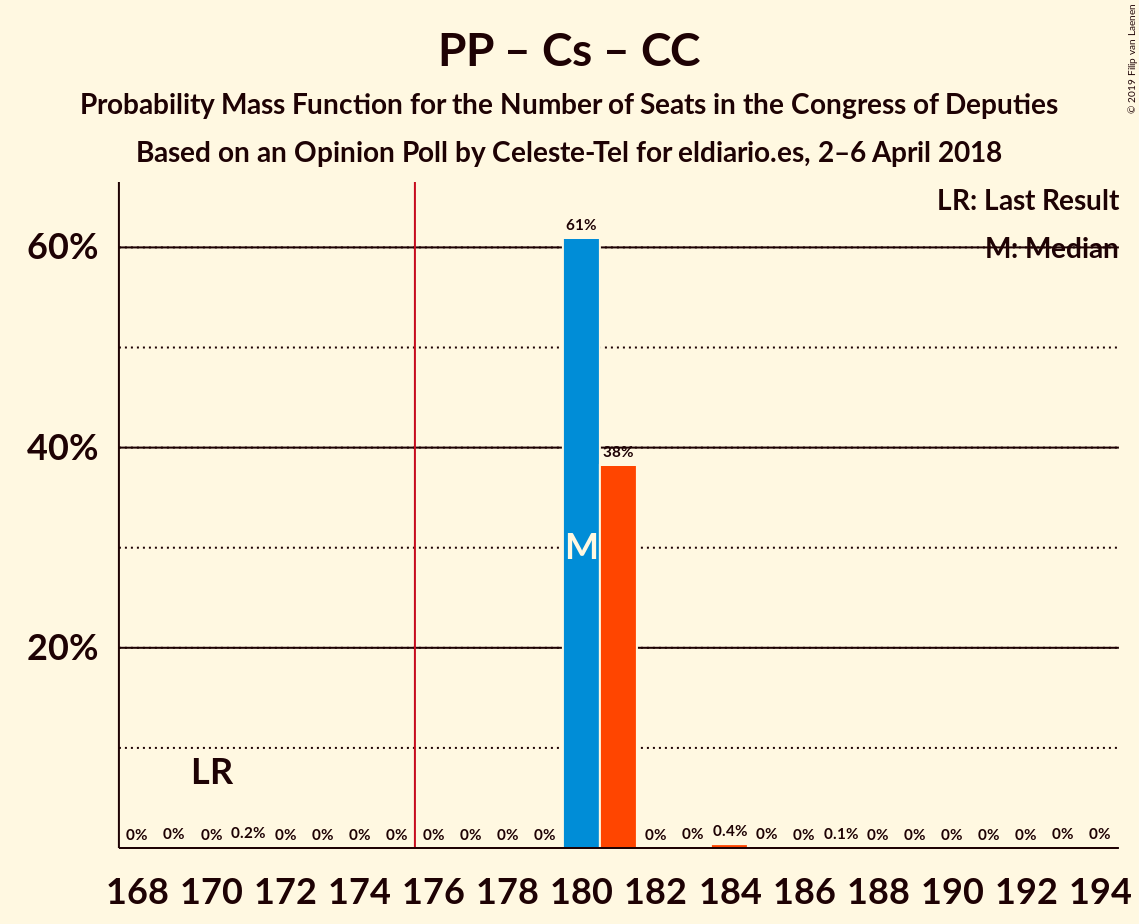 PP – Cs – CC
Probability Mass Function for the Number of Seats in the Congress of Deputies
Based on an Opinion Poll by Celeste-Tel for eldiario.es, 2–6 April 2018
© 2019 Filip van Laenen
LR: Last Result
M: Median
60%
40%
20%
61%
38%
M
LR
0% 0% 0% 0.2% 0% 0% 0% 0% 0% 0% 0% 0% 0% 0% 0.4% 0% 0% 0.1% 0% 0% 0% 0% 0% 0% 0%
168 170 172 174 176 178 180 182 184 186 188 190 192 194